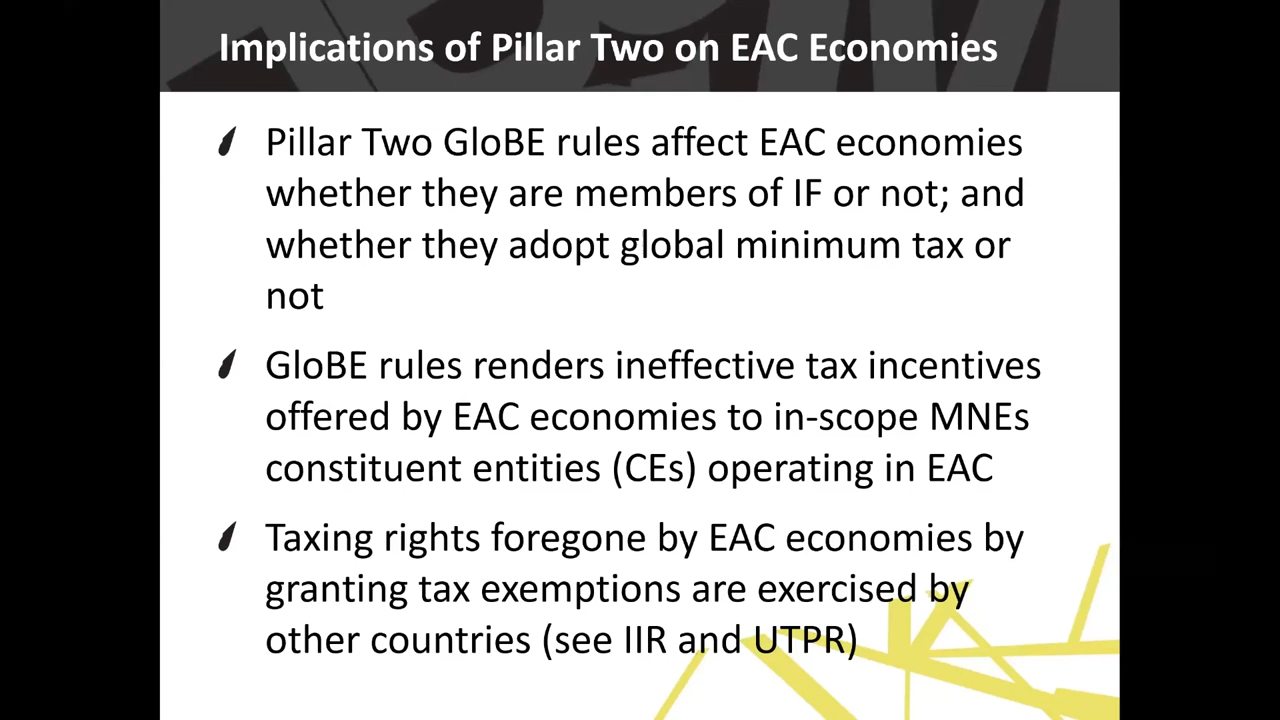 Implications of Pillar Two on EAC Economies
Pillar Two GloBE rules affect EAC economies
whether they are members of IF or not; and
whether they adopt global minimum tax or
not
GloBE rules renders ineffective tax incentives
offered by EAC economies to in-scope MNEs
constituent entities (CEs) operating in EAC
Taxing rights foregone by EAC economies by
granting tax exemptions are exercised by
other countries (see IIR and UTPR)